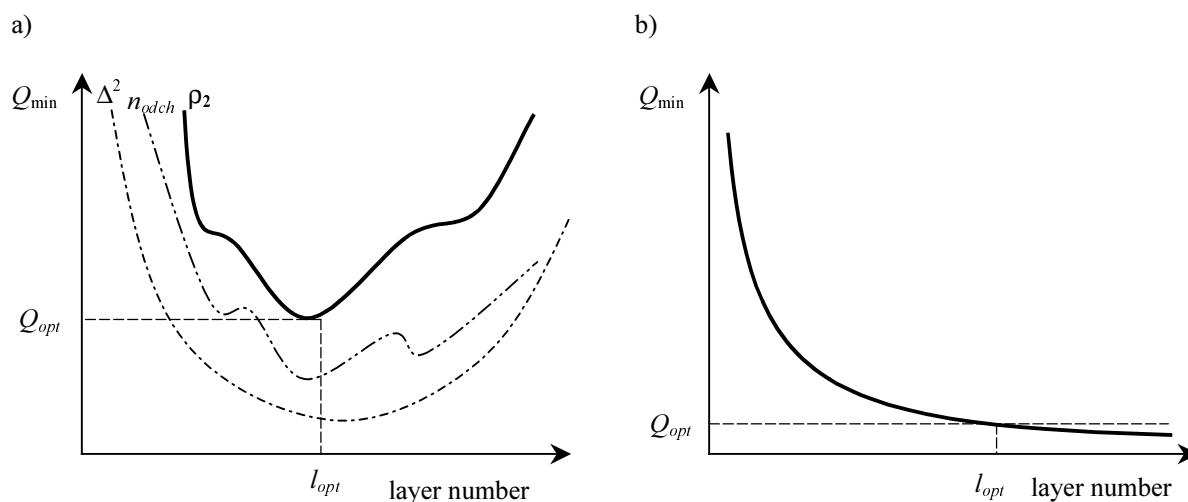 a)
Q_min Δ² n_odch ρ₂
Q_opt
l_opt layer number
b)
Q_min
Q_opt
l_opt layer number